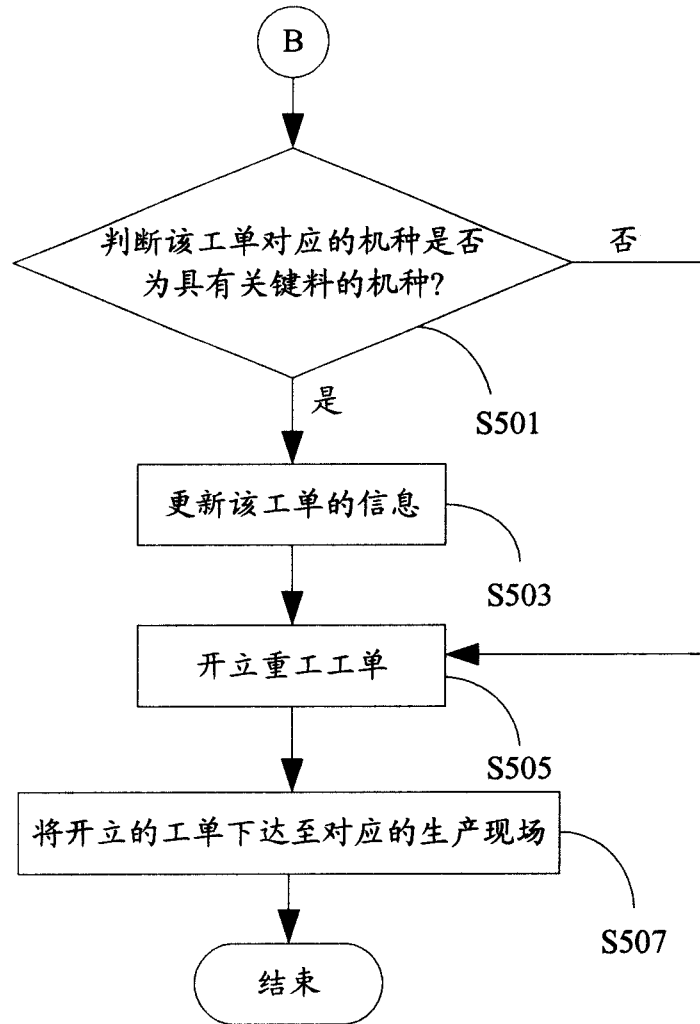 B
判断该工单对应的机种是否
为具有关键料的机种?
否
是
S501
更新该工单的信息
S503
开立重工工单
S505
将开立的工单下达至对应的生产现场
S507
结束